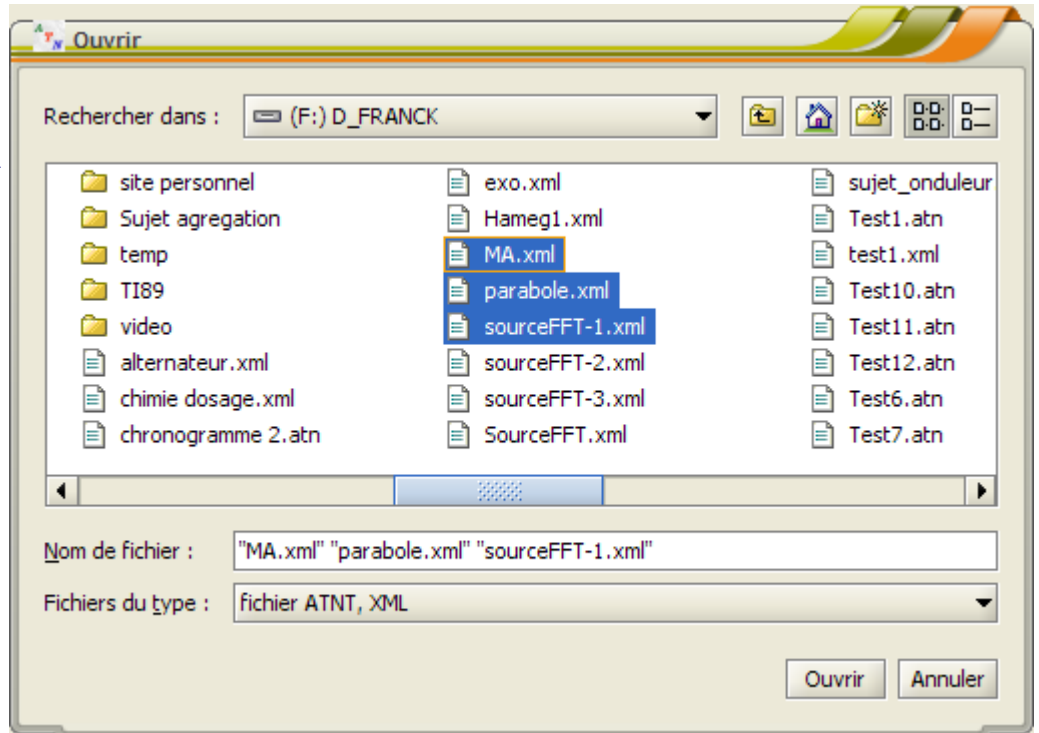 ATN Ouvrir
Rechercher dans : (F:) D_FRANCK
site personnel
Sujet agregation
temp
TI89
video
alternateur.xml
chimie dosage.xml
chronogramme 2.atn
exo.xml
Hameg1.xml
MA.xml
parabole.xml
sourceFFT-1.xml
sourceFFT-2.xml
sourceFFT-3.xml
SourceFFT.xml
sujet_onduleur
Test1.atn
test1.xml
Test10.atn
Test11.atn
Test12.atn
Test6.atn
Test7.atn
Nom de fichier : "MA.xml" "parabole.xml" "sourceFFT-1.xml"
Fichiers du type : fichier ATNT, XML
Ouvrir Annuler